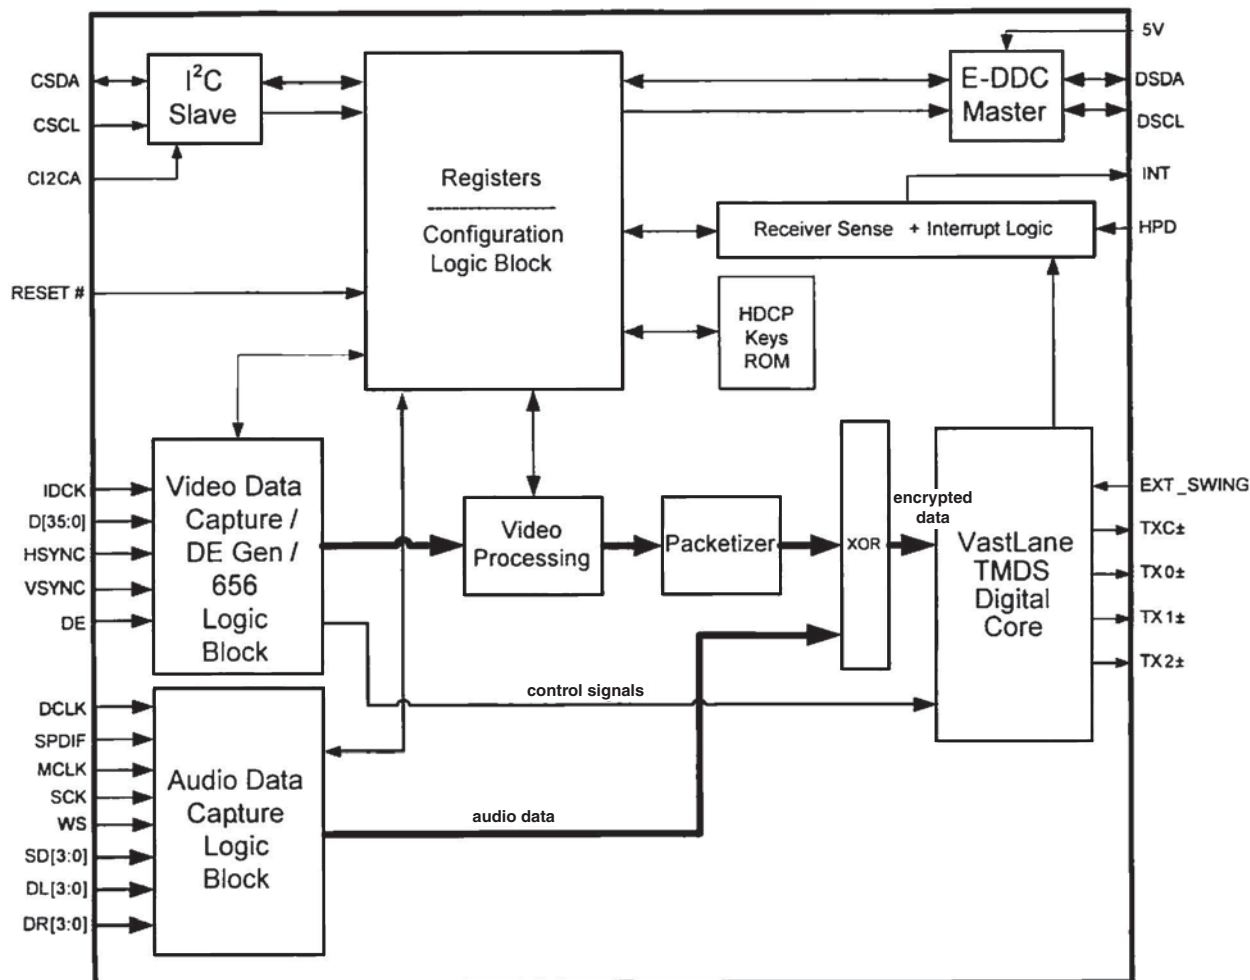 5V
CSDA
I²C
Slave
E-DDC
Master
DSDA
CSCL
DSCL
CI2CA
Registers
Configuration
Logic Block
INT
Receiver Sense + Interrupt Logic
HPD
RESET #
HDCP
Keys
ROM
IDCK
D[35:0]
HSYNC
VSYNC
DE
Video Data
Capture /
DE Gen /
656
Logic
Block
Video
Processing
Packetizer
XOR
encrypted
data
VastLane
TMDS
Digital
Core
EXT_SWING
TXC±
TX0±
TX1±
TX2±
control signals
DCLK
SPDIF
MCLK
SCK
WS
SD[3:0]
DL[3:0]
DR[3:0]
Audio Data
Capture
Logic
Block
audio data